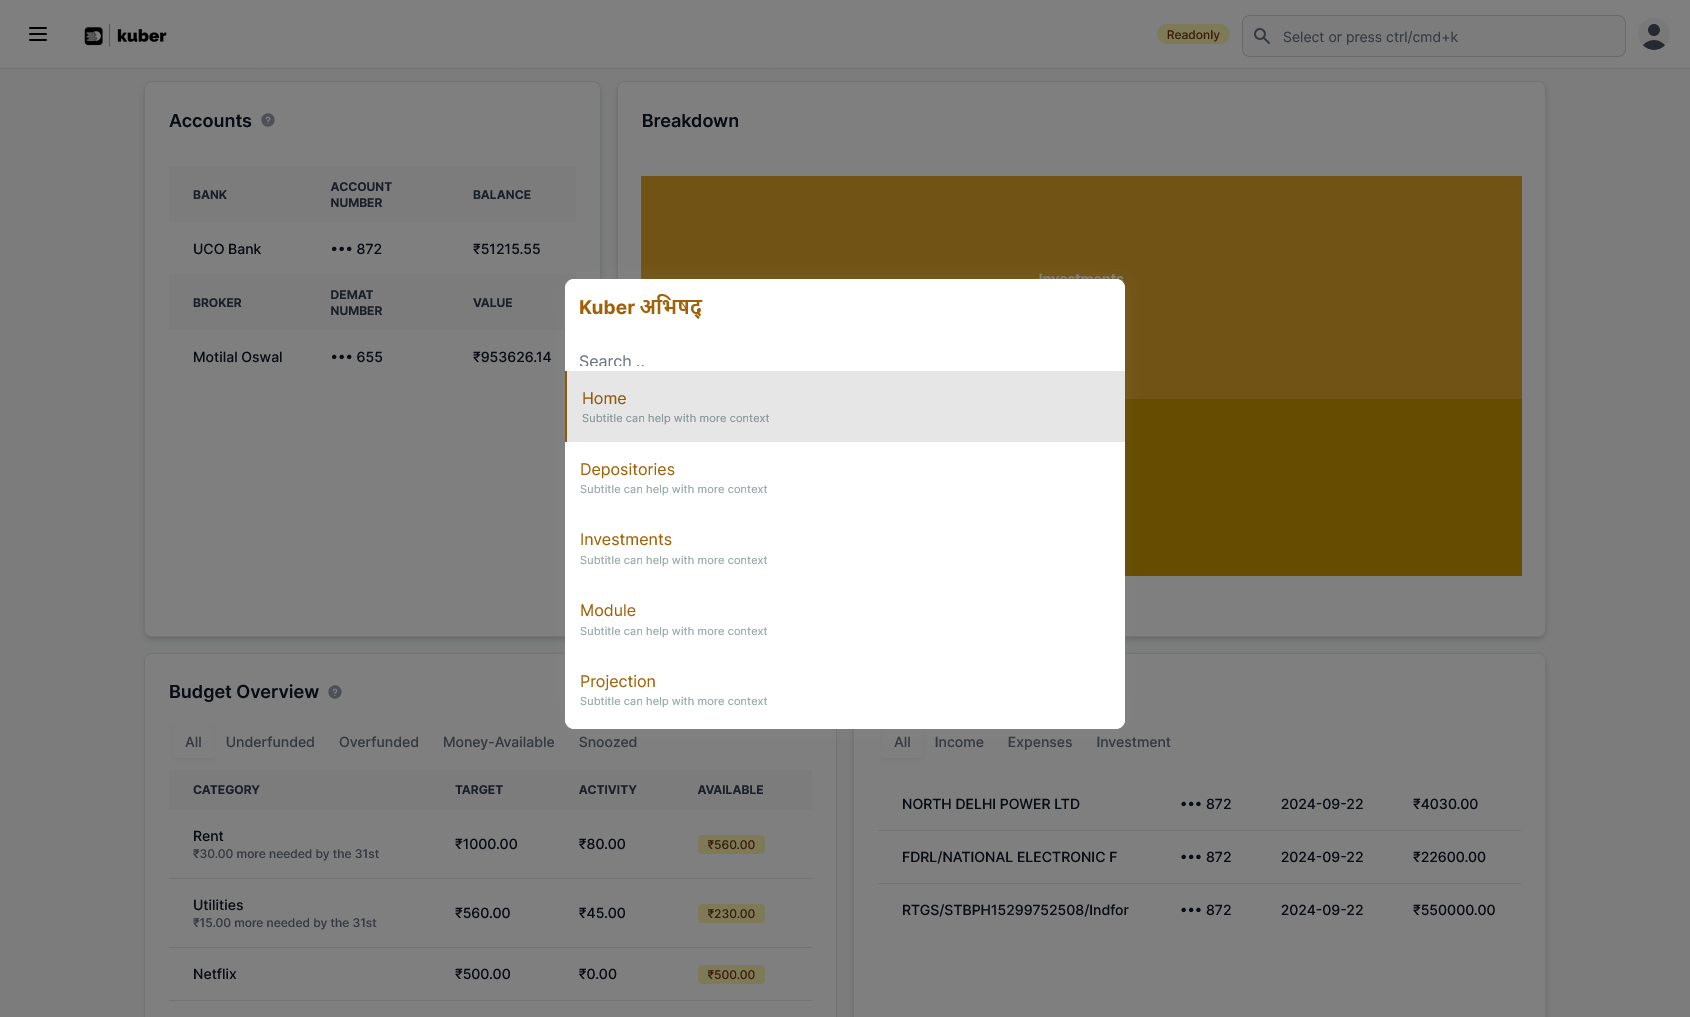 kuber
Readonly
Select or press ctrl/cmd+k
Accounts ?
BANK ACCOUNT NUMBER BALANCE
UCO Bank ••• 872 ₹51215.55
BROKER DEMAT NUMBER VALUE
Motilal Oswal ••• 655 ₹953626.14
Breakdown
Investments
Kuber अभिषद्
Search ..
Home
Subtitle can help with more context
Depositories
Subtitle can help with more context
Investments
Subtitle can help with more context
Module
Subtitle can help with more context
Projection
Subtitle can help with more context
Budget Overview ?
All Underfunded Overfunded Money-Available Snoozed
CATEGORY TARGET ACTIVITY AVAILABLE
Rent ₹1000.00 ₹80.00 ₹560.00
₹30.00 more needed by the 31st
Utilities ₹560.00 ₹45.00 ₹230.00
₹15.00 more needed by the 31st
Netflix ₹500.00 ₹0.00 ₹500.00
All Income Expenses Investment
NORTH DELHI POWER LTD ••• 872 2024-09-22 ₹4030.00
FDRL/NATIONAL ELECTRONIC F ••• 872 2024-09-22 ₹22600.00
RTGS/STBPH15299752508/Indfor ••• 872 2024-09-22 ₹550000.00